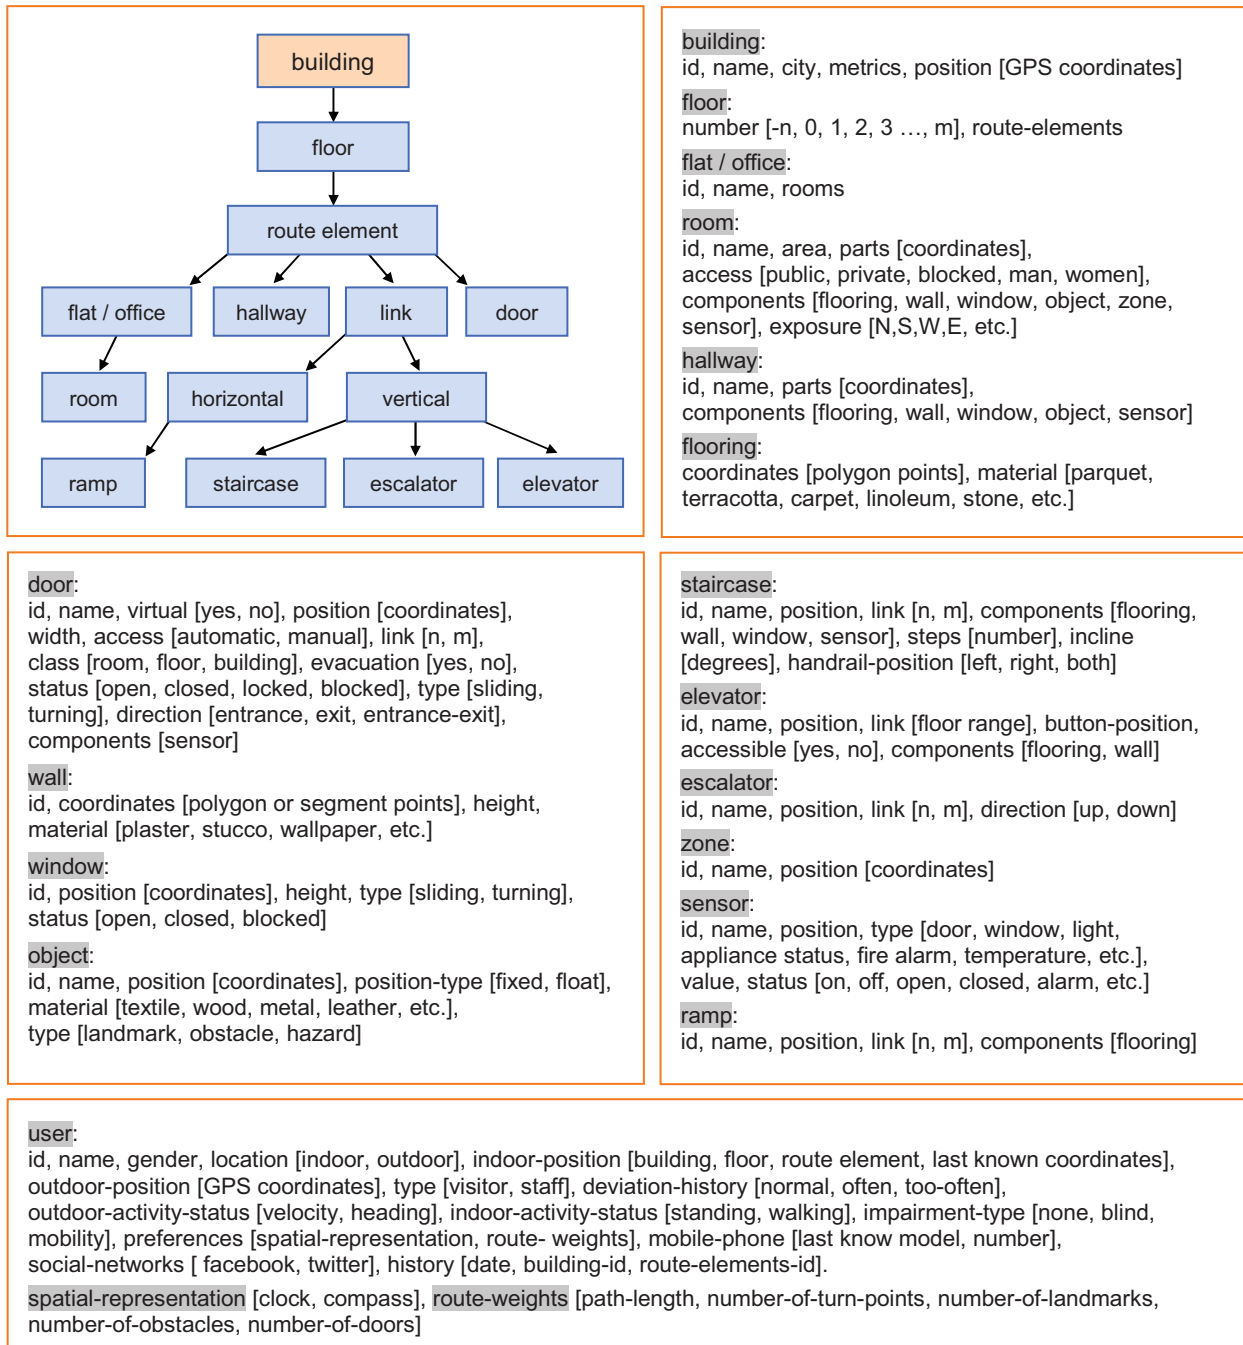 building
floor
route element
flat / office
hallway
link
door
room
horizontal
vertical
ramp
staircase
escalator
elevator
building:
id, name, city, metrics, position [GPS coordinates]
floor:
number [-n, 0, 1, 2, 3 ..., m], route-elements
flat / office:
id, name, rooms
room:
id, name, area, parts [coordinates],
access [public, private, blocked, man, women],
components [flooring, wall, window, object, zone,
sensor], exposure [N,S,W,E, etc.]
hallway:
id, name, parts [coordinates],
components [flooring, wall, window, object, sensor]
flooring:
coordinates [polygon points], material [parquet,
terracotta, carpet, linoleum, stone, etc.]
door:
id, name, virtual [yes, no], position [coordinates],
width, access [automatic, manual], link [n, m],
class [room, floor, building], evacuation [yes, no],
status [open, closed, locked, blocked], type [sliding,
turning], direction [entrance, exit, entrance-exit],
components [sensor]
wall:
id, coordinates [polygon or segment points], height,
material [plaster, stucco, wallpaper, etc.]
window:
id, position [coordinates], height, type [sliding, turning],
status [open, closed, blocked]
object:
id, name, position [coordinates], position-type [fixed, float],
material [textile, wood, metal, leather, etc.],
type [landmark, obstacle, hazard]
staircase:
id, name, position, link [n, m], components [flooring,
wall, window, sensor], steps [number], incline
[degrees], handrail-position [left, right, both]
elevator:
id, name, position, link [floor range], button-position,
accessible [yes, no], components [flooring, wall]
escalator:
id, name, position, link [n, m], direction [up, down]
zone:
id, name, position [coordinates]
sensor:
id, name, position, type [door, window, light,
appliance status, fire alarm, temperature, etc.],
value, status [on, off, open, closed, alarm, etc.]
ramp:
id, name, position, link [n, m], components [flooring]
user:
id, name, gender, location [indoor, outdoor], indoor-position [building, floor, route element, last known coordinates],
outdoor-position [GPS coordinates], type [visitor, staff], deviation-history [normal, often, too-often],
outdoor-activity-status [velocity, heading], indoor-activity-status [standing, walking], impairment-type [none, blind,
mobility], preferences [spatial-representation, route- weights], mobile-phone [last know model, number],
social-networks [ facebook, twitter], history [date, building-id, route-elements-id].
spatial-representation [clock, compass], route-weights [path-length, number-of-turn-points, number-of-landmarks,
number-of-obstacles, number-of-doors]